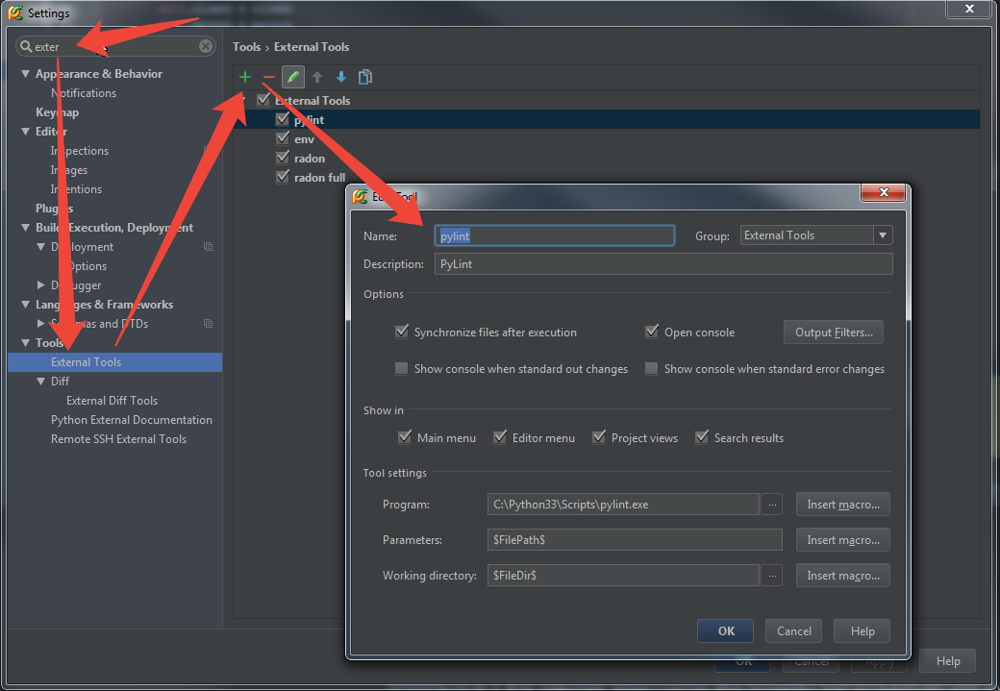 Settings
exter
Tools › External Tools
Appearance & Behavior
Notifications
Keymap
Editor
Inspections
Images
Intentions
Plugins
Build, Execution, Deployment
Deployment
Options
Debugger
Languages & Frameworks
Schemas and DTDs
Tools
External Tools
Diff
External Diff Tools
Python External Documentation
Remote SSH External Tools
External Tools
pylint
env
radon
radon full
Edit Tool
Name:
pylint
Group:
External Tools
Description:
PyLint
Options
Synchronize files after execution
Open console
Output Filters...
Show console when standard out changes
Show console when standard error changes
Show in
Main menu
Editor menu
Project views
Search results
Tool settings
Program:
C:\Python33\Scripts\pylint.exe
...
Insert macro...
Parameters:
$FilePath$
Insert macro...
Working directory:
$FileDir$
...
Insert macro...
OK
Cancel
Help
OK
Cancel
Apply
Help